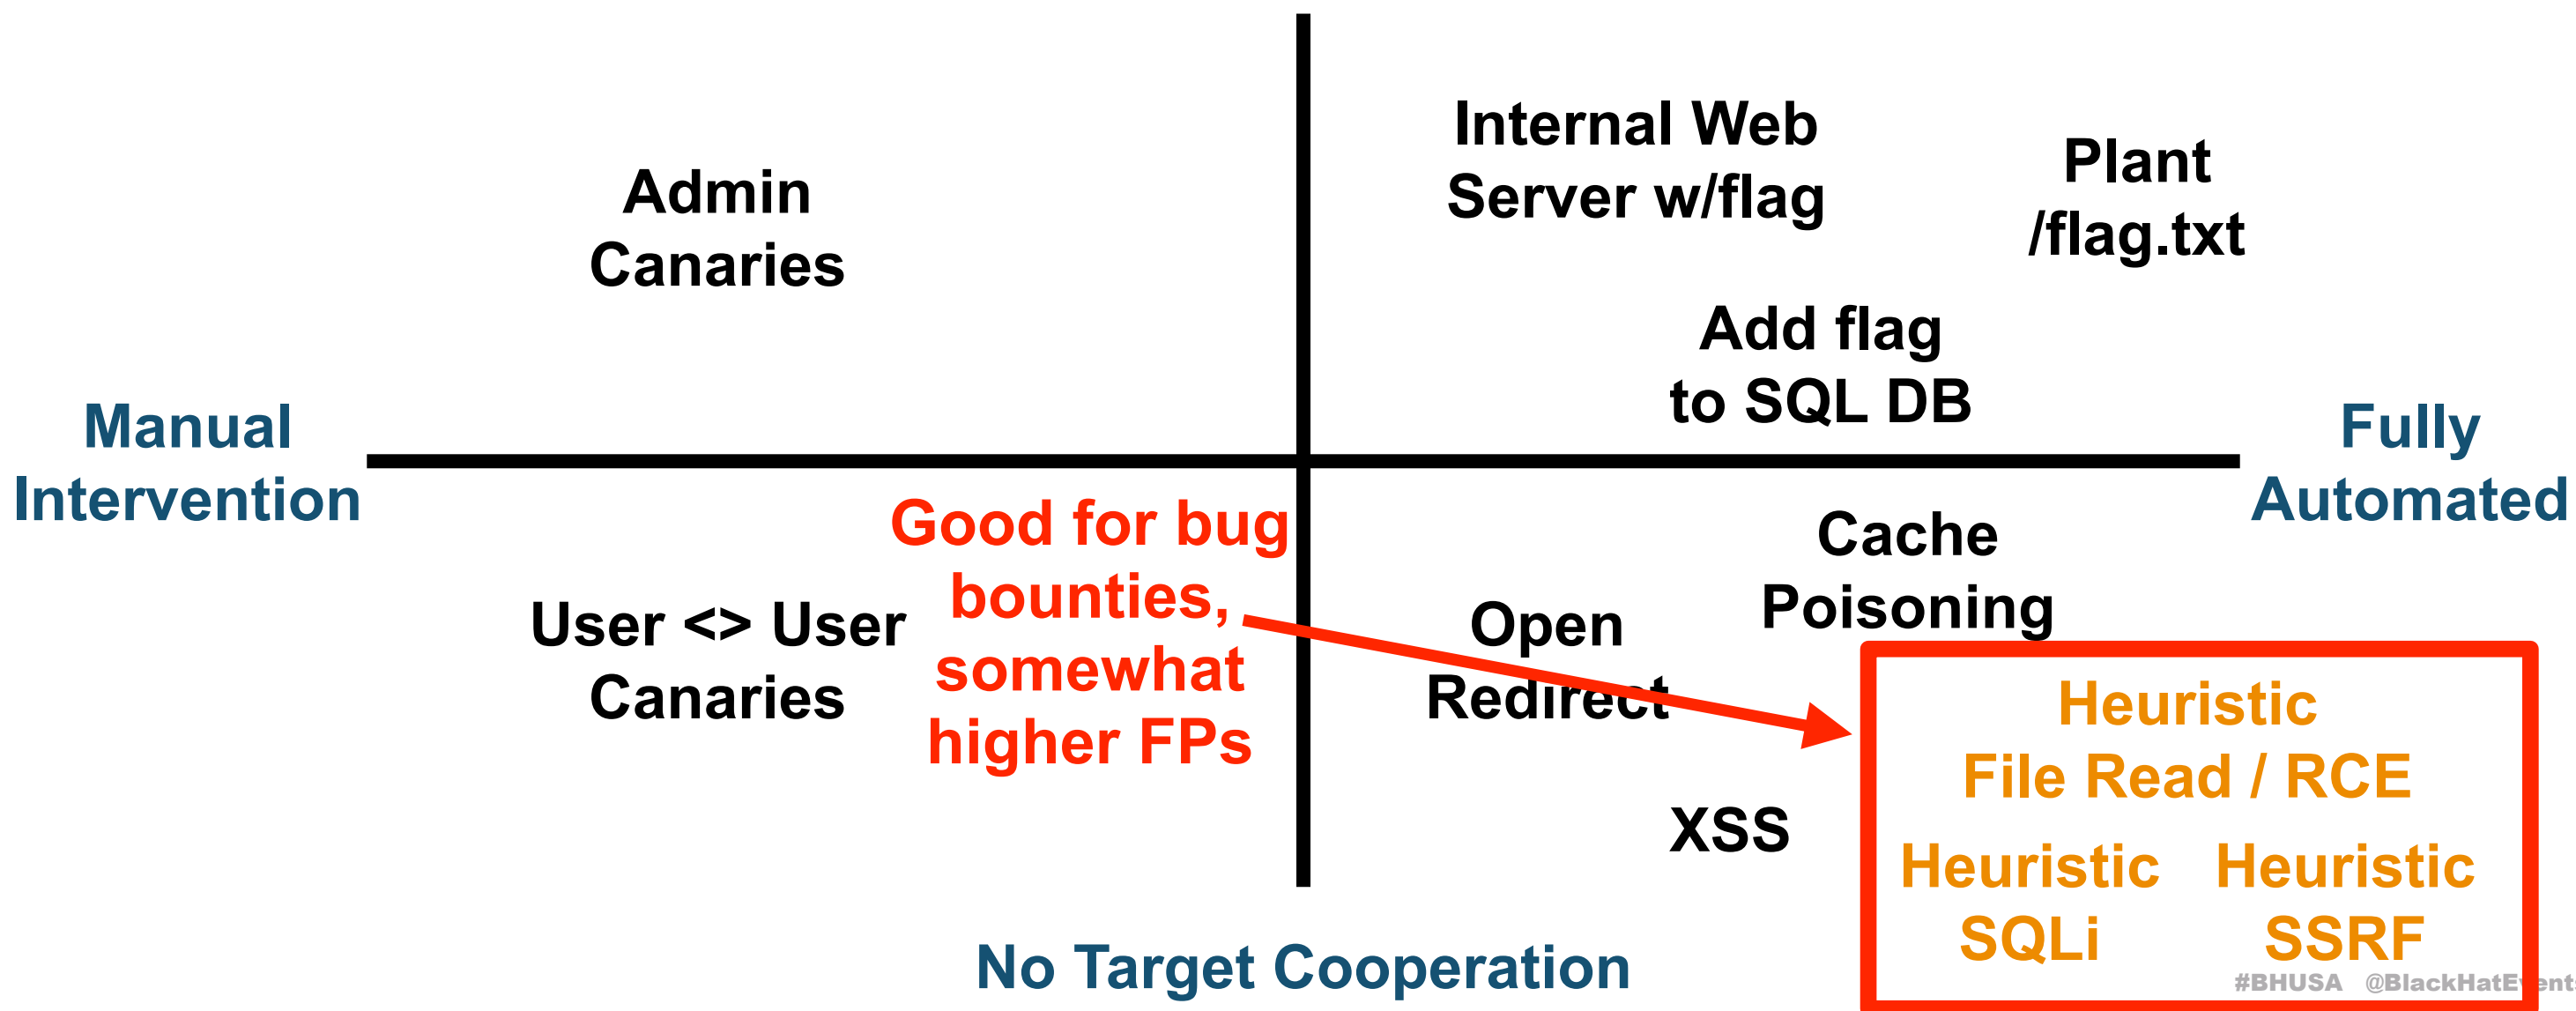 Internal Web
Server w/flag
Plant
/flag.txt
Admin
Canaries
Add flag
to SQL DB
Manual
Intervention
Fully
Automated
Good for bug
bounties,
somewhat
higher FPs
Cache
Poisoning
User <> User
Canaries
Open
Redirect
Heuristic
File Read / RCE
XSS
Heuristic
SQLi
Heuristic
SSRF
No Target Cooperation
#BHUSA @BlackHatEvents